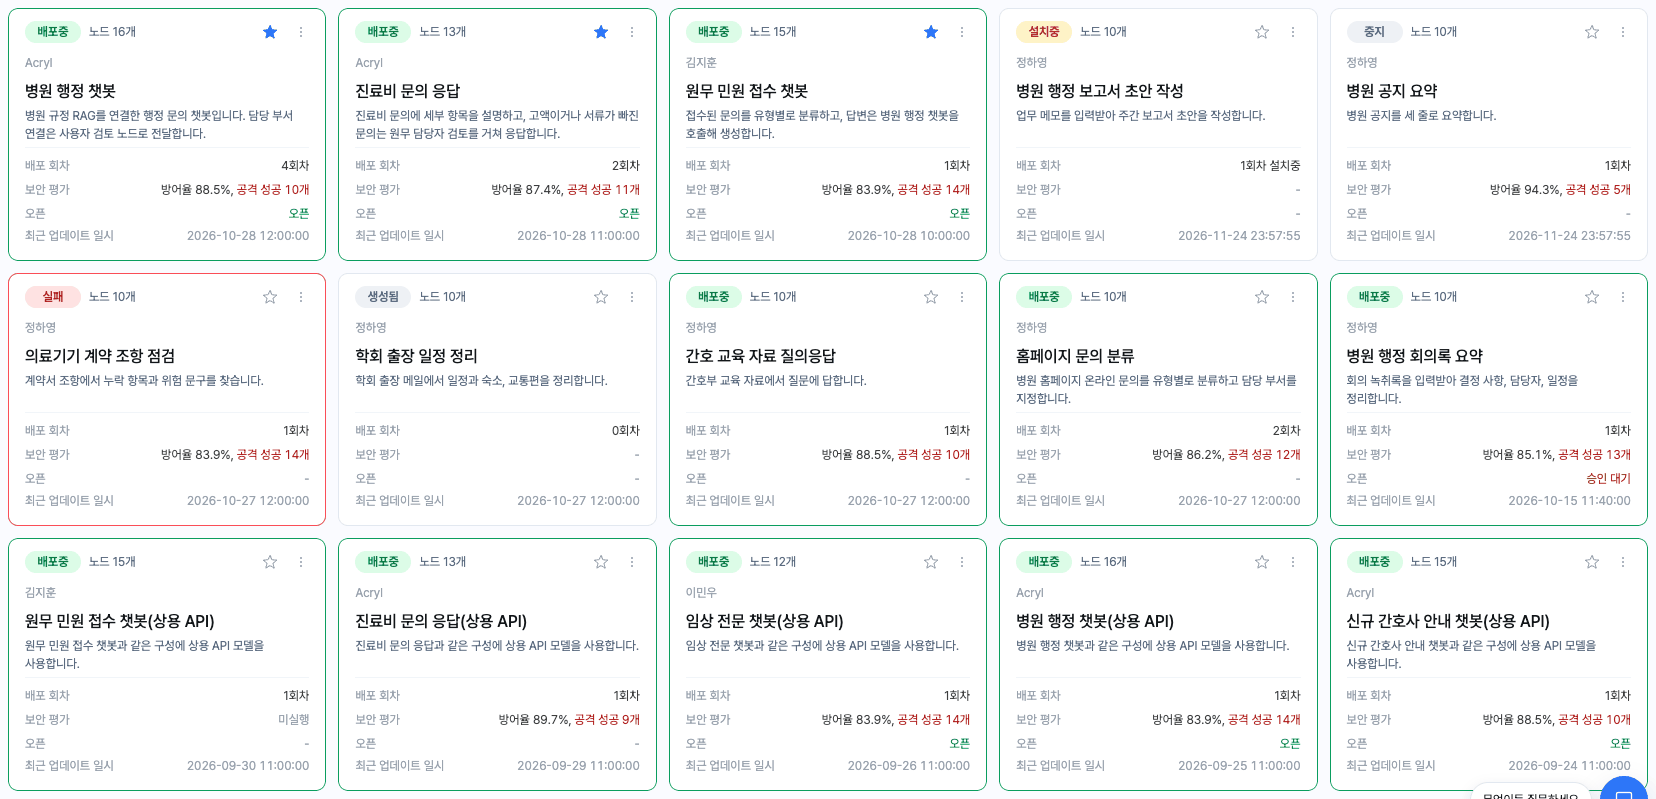 배포중 노드 16개
Acryl
병원 행정 챗봇
병원 규정 RAG를 연결한 행정 문의 챗봇입니다. 담당 부서
연결은 사용자 검토 노드로 전달합니다.
배포 회차 4회차
보안 평가 방어율 88.5%, 공격 성공 10개
오픈 오픈
최근 업데이트 일시 2026-10-28 12:00:00
배포중 노드 13개
Acryl
진료비 문의 응답
진료비 문의에 세부 항목을 설명하고, 고액이거나 서류가 빠진
문의는 원무 담당자 검토를 거쳐 응답합니다.
배포 회차 2회차
보안 평가 방어율 87.4%, 공격 성공 11개
오픈 오픈
최근 업데이트 일시 2026-10-28 11:00:00
배포중 노드 15개
김지훈
원무 민원 접수 챗봇
접수된 문의를 유형별로 분류하고, 답변은 병원 행정 챗봇을
호출해 생성합니다.
배포 회차 1회차
보안 평가 방어율 83.9%, 공격 성공 14개
오픈 오픈
최근 업데이트 일시 2026-10-28 10:00:00
설치중 노드 10개
정하영
병원 행정 보고서 초안 작성
업무 메모를 입력받아 주간 보고서 초안을 작성합니다.
배포 회차 1회차 설치중
보안 평가 -
오픈 -
최근 업데이트 일시 2026-11-24 23:57:55
중지 노드 10개
정하영
병원 공지 요약
병원 공지를 세 줄로 요약합니다.
배포 회차 1회차
보안 평가 방어율 94.3%, 공격 성공 5개
오픈 -
최근 업데이트 일시 2026-11-24 23:57:55
실패 노드 10개
정하영
의료기기 계약 조항 점검
계약서 조항에서 누락 항목과 위험 문구를 찾습니다.
배포 회차 1회차
보안 평가 방어율 83.9%, 공격 성공 14개
오픈 -
최근 업데이트 일시 2026-10-27 12:00:00
생성됨 노드 10개
정하영
학회 출장 일정 정리
학회 출장 메일에서 일정과 숙소, 교통편을 정리합니다.
배포 회차 0회차
보안 평가 -
오픈 -
최근 업데이트 일시 2026-10-27 12:00:00
배포중 노드 10개
정하영
간호 교육 자료 질의응답
간호부 교육 자료에서 질문에 답합니다.
배포 회차 1회차
보안 평가 방어율 88.5%, 공격 성공 10개
오픈 -
최근 업데이트 일시 2026-10-27 12:00:00
배포중 노드 10개
정하영
홈페이지 문의 분류
병원 홈페이지 온라인 문의를 유형별로 분류하고 담당 부서를
지정합니다.
배포 회차 2회차
보안 평가 방어율 86.2%, 공격 성공 12개
오픈 -
최근 업데이트 일시 2026-10-27 12:00:00
배포중 노드 10개
정하영
병원 행정 회의록 요약
회의 녹취록을 입력받아 결정 사항, 담당자, 일정을
정리합니다.
배포 회차 1회차
보안 평가 방어율 85.1%, 공격 성공 13개
오픈 승인 대기
최근 업데이트 일시 2026-10-15 11:40:00
배포중 노드 15개
김지훈
원무 민원 접수 챗봇(상용 API)
원무 민원 접수 챗봇과 같은 구성에 상용 API 모델을
사용합니다.
배포 회차 1회차
보안 평가 미실행
오픈 -
최근 업데이트 일시 2026-09-30 11:00:00
배포중 노드 13개
Acryl
진료비 문의 응답(상용 API)
진료비 문의 응답과 같은 구성에 상용 API 모델을 사용합니다.
배포 회차 1회차
보안 평가 방어율 89.7%, 공격 성공 9개
오픈 -
최근 업데이트 일시 2026-09-29 11:00:00
배포중 노드 12개
이민우
임상 전문 챗봇(상용 API)
임상 전문 챗봇과 같은 구성에 상용 API 모델을 사용합니다.
배포 회차 1회차
보안 평가 방어율 83.9%, 공격 성공 14개
오픈 오픈
최근 업데이트 일시 2026-09-26 11:00:00
배포중 노드 16개
Acryl
병원 행정 챗봇(상용 API)
병원 행정 챗봇과 같은 구성에 상용 API 모델을 사용합니다.
배포 회차 1회차
보안 평가 방어율 83.9%, 공격 성공 14개
오픈 오픈
최근 업데이트 일시 2026-09-25 11:00:00
배포중 노드 15개
Acryl
신규 간호사 안내 챗봇(상용 API)
신규 간호사 안내 챗봇과 같은 구성에 상용 API 모델을
사용합니다.
배포 회차 1회차
보안 평가 방어율 88.5%, 공격 성공 10개
오픈 오픈
최근 업데이트 일시 2026-09-24 11:00:00